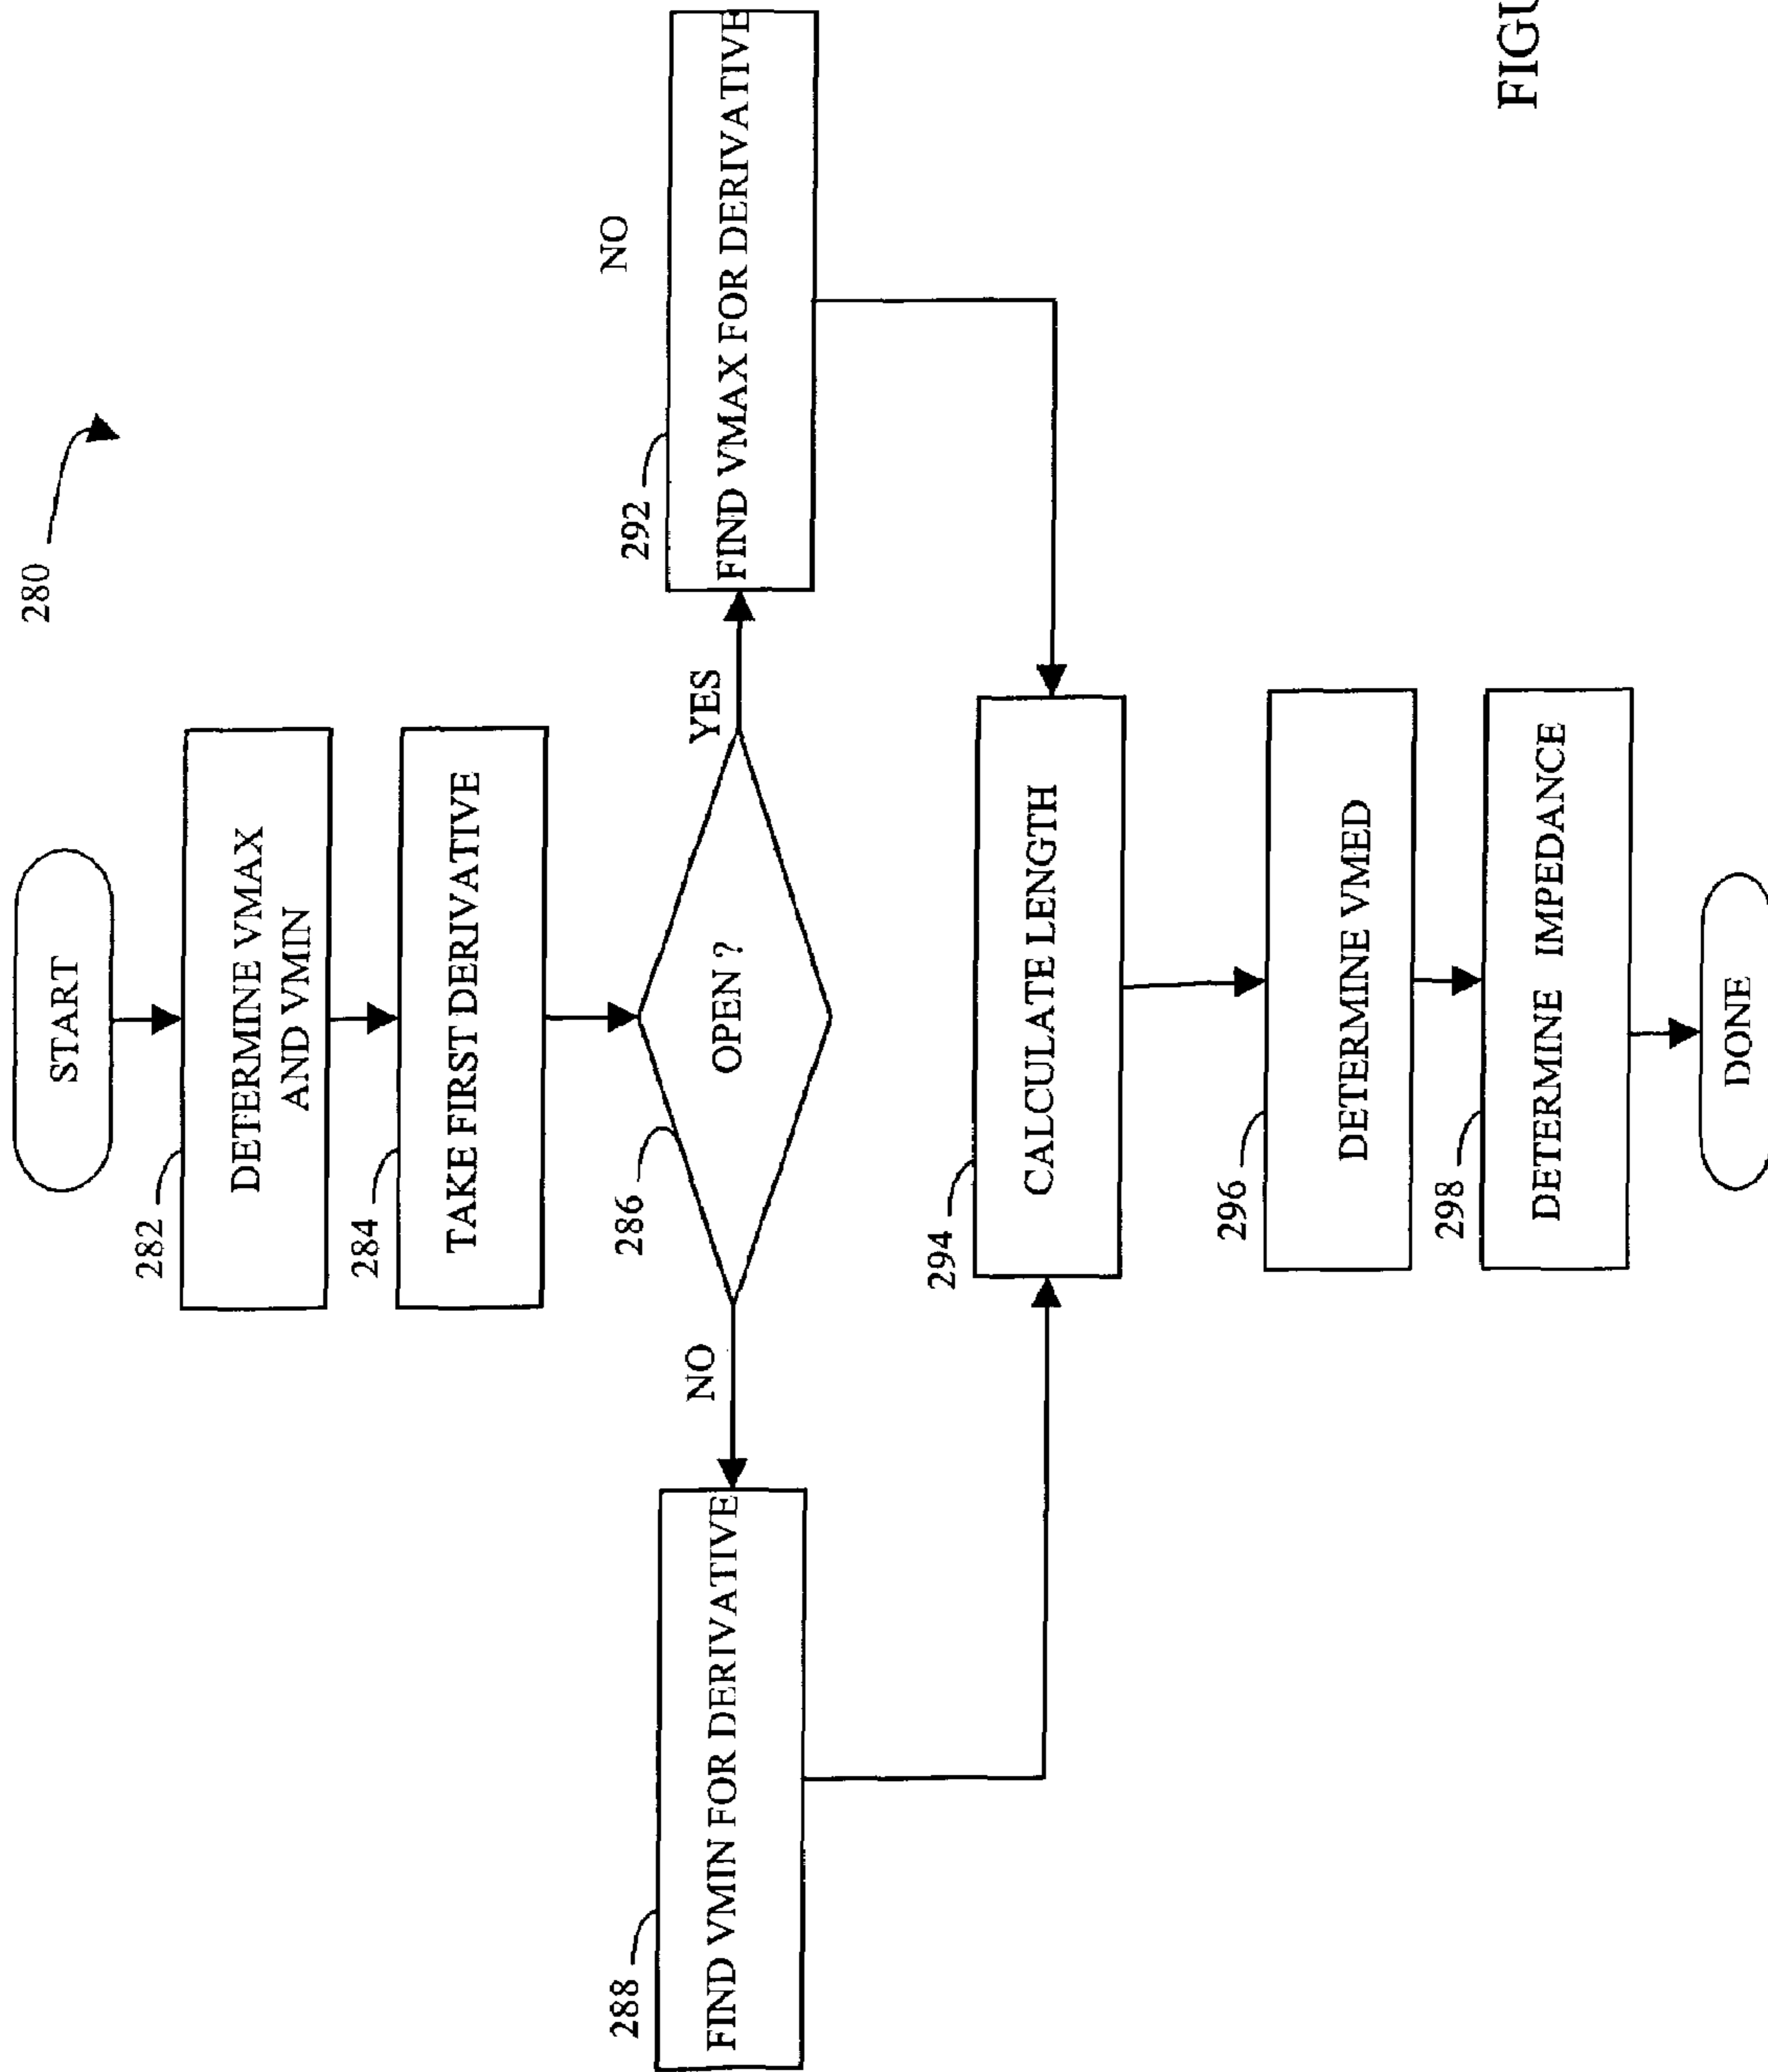 280
START
282
DETERMINE VMAX
AND VMIN
284
TAKE FIRST DERIVATIVE
286
OPEN ?
NO
YES
NO
288
FIND VMIN FOR DERIVATIVE
292
FIND VMAX FOR DERIVATIVE
294
CALCULATE LENGTH
296
DETERMINE VMED
298
DETERMINE IMPEDANCE
DONE